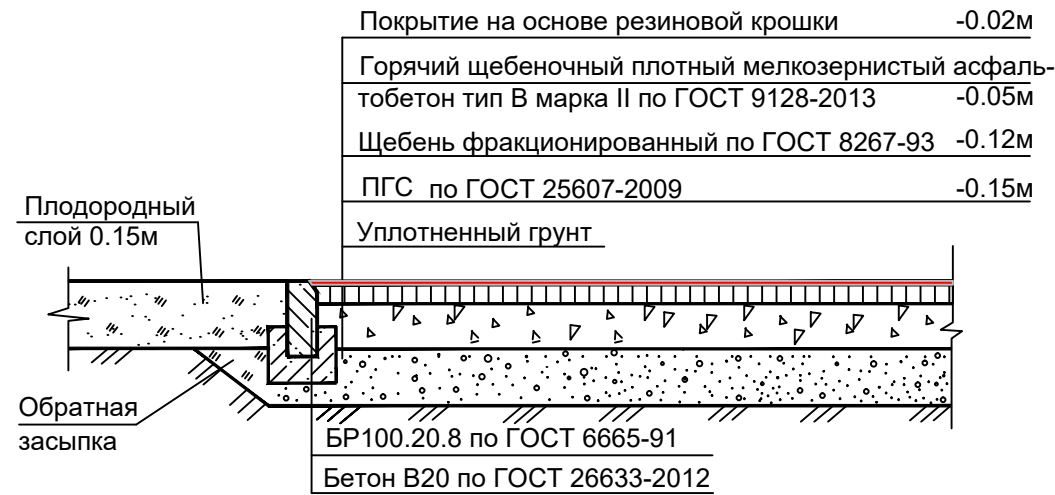 Покрытие на основе резиновой крошки -0.02м
Горячий щебеночный плотный мелкозернистый асфаль-
тобетон тип В марка II по ГОСТ 9128-2013 -0.05м
Щебень фракционированный по ГОСТ 8267-93 -0.12м
ПГС по ГОСТ 25607-2009 -0.15м
Уплотненный грунт
Плодородный
слой 0.15м
Обратная
засыпка
БР100.20.8 по ГОСТ 6665-91
Бетон В20 по ГОСТ 26633-2012